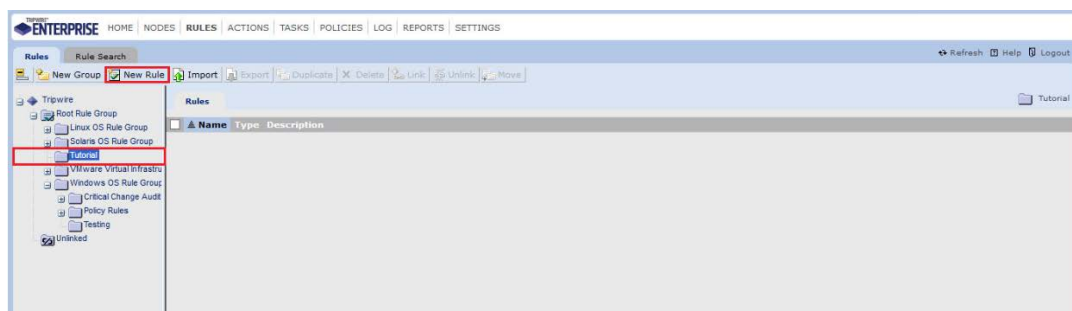 TRIPWIRE
ENTERPRISE HOME NODES RULES ACTIONS TASKS POLICIES LOG REPORTS SETTINGS
Rules Rule Search Refresh Help Logout
New Group New Rule Import Export Duplicate Delete Link Unlink Move
Tripwire
Root Rule Group
Linux OS Rule Group
Solaris OS Rule Group
Tutorial
VMware Virtual Infrastru
Windows OS Rule Group
Critical Change Audit
Policy Rules
Testing
Unlinked
Rules Tutorial
Name Type Description